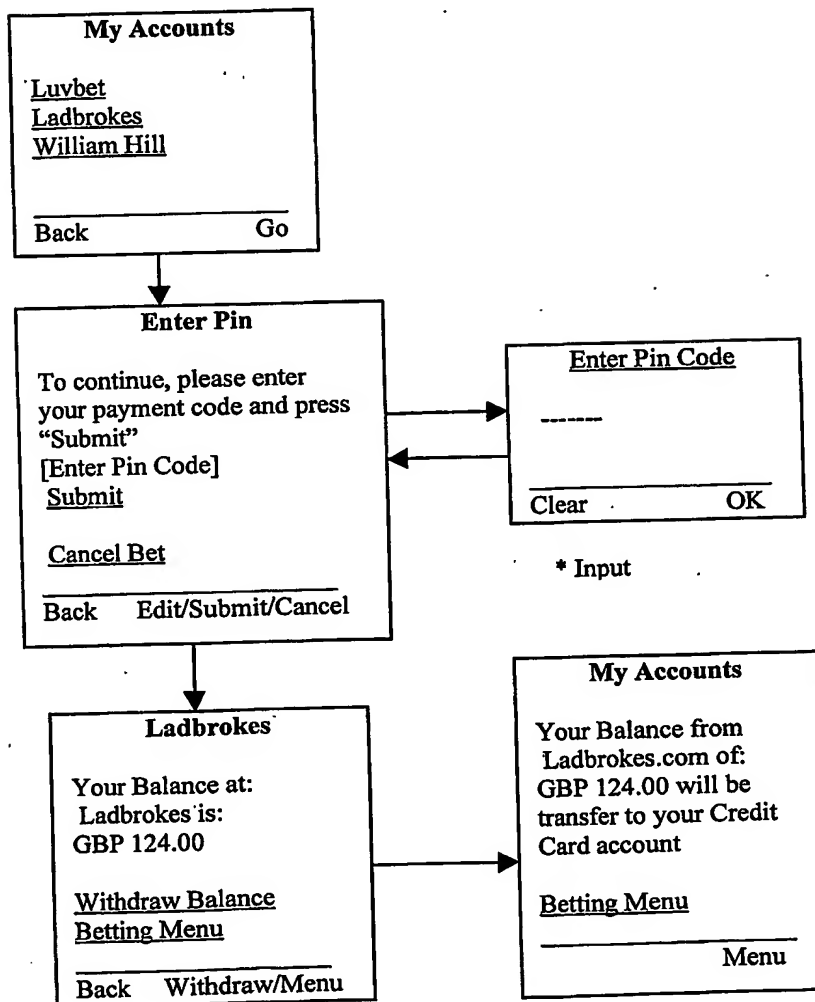 My Accounts
Luvbet
Ladbrokes
William Hill
Back Go
Enter Pin
To continue, please enter
your payment code and press
“Submit”
[Enter Pin Code]
Submit
Cancel Bet
Back Edit/Submit/Cancel
Enter Pin Code
-------
Clear OK
* Input
Ladbrokes
Your Balance at:
Ladbrokes is:
GBP 124.00
Withdraw Balance
Betting Menu
Back Withdraw/Menu
My Accounts
Your Balance from
Ladbrokes.com of:
GBP 124.00 will be
transfer to your Credit
Card account
Betting Menu
Menu